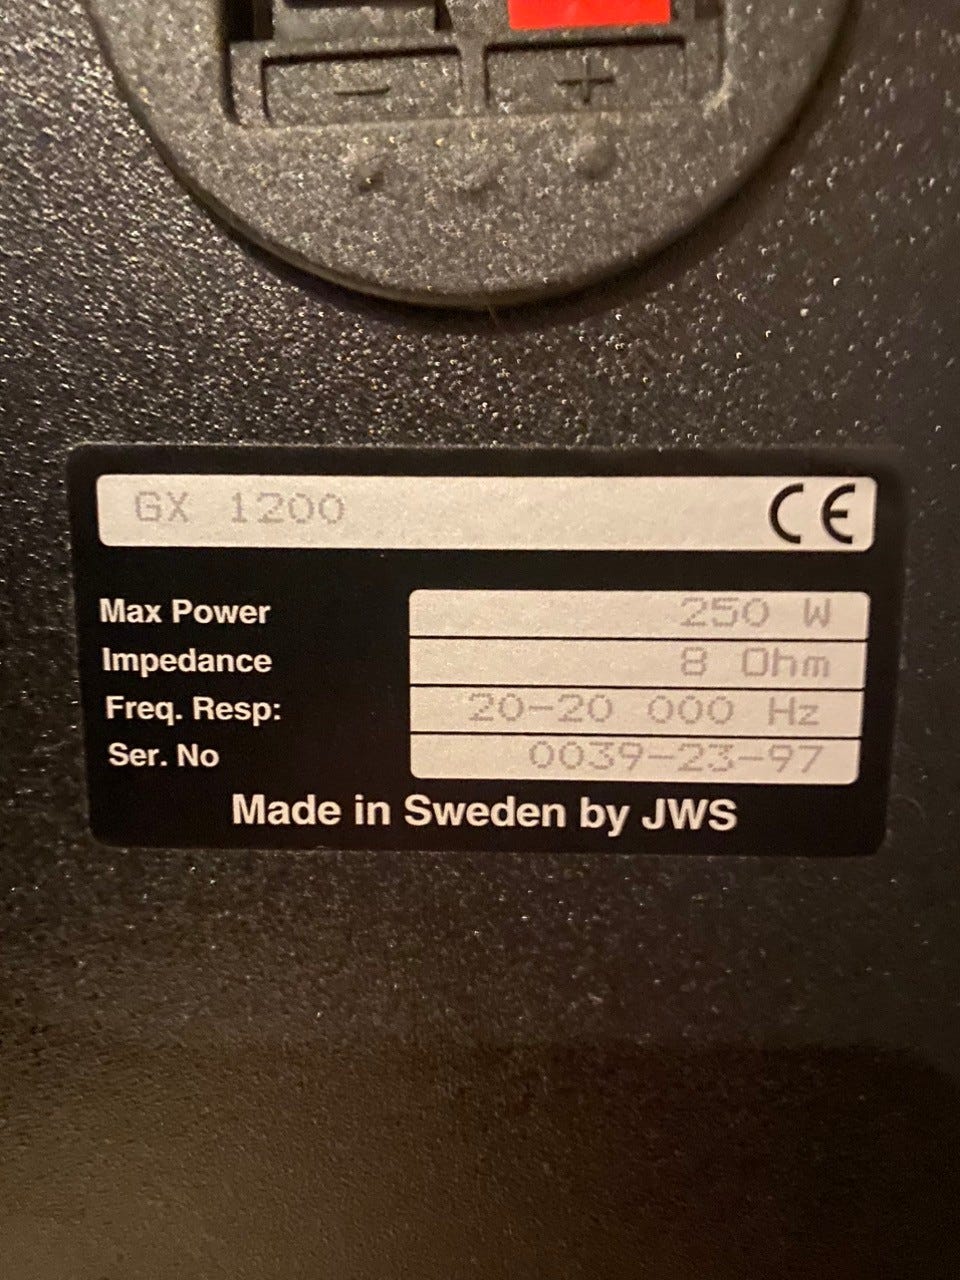 − +
GX 1200 CE
Max Power 250 W
Impedance 8 Ohm
Freq. Resp: 20-20 000 Hz
Ser. No 0039-23-97
Made in Sweden by JWS